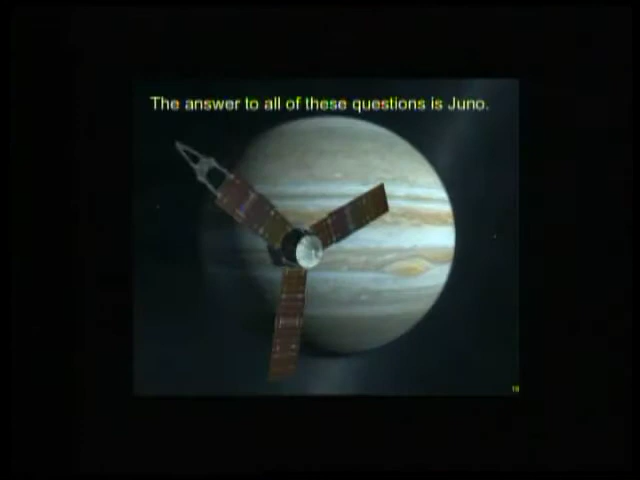 The answer to all of these questions is Juno.